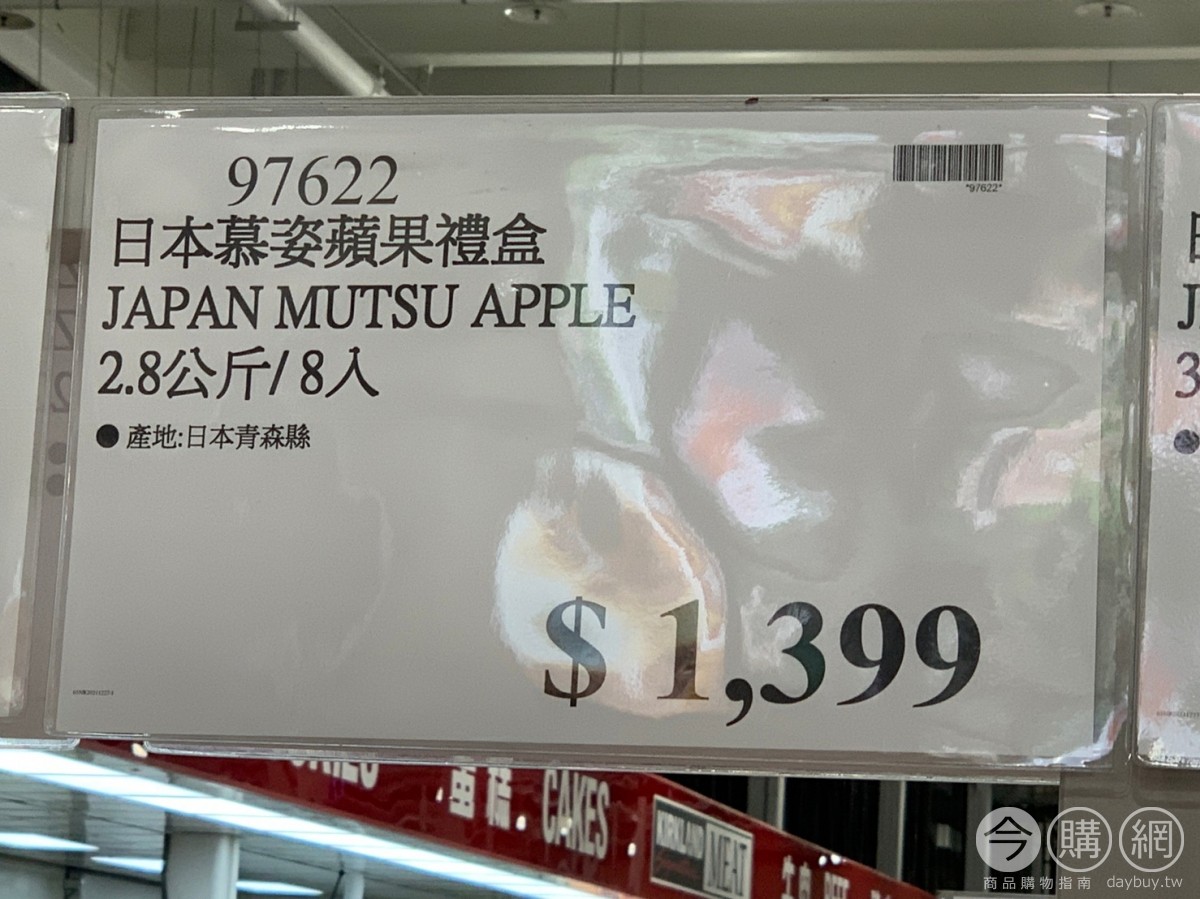 97622
*97622*
日本慕姿蘋果禮盒
JAPAN MUTSU APPLE
2.8公斤/ 8入
● 產地:日本青森縣
$ 1,399
蛋糕. CAKES
KIRKLAND
MEAT
今購網
商品購物指南 daybuy.tw